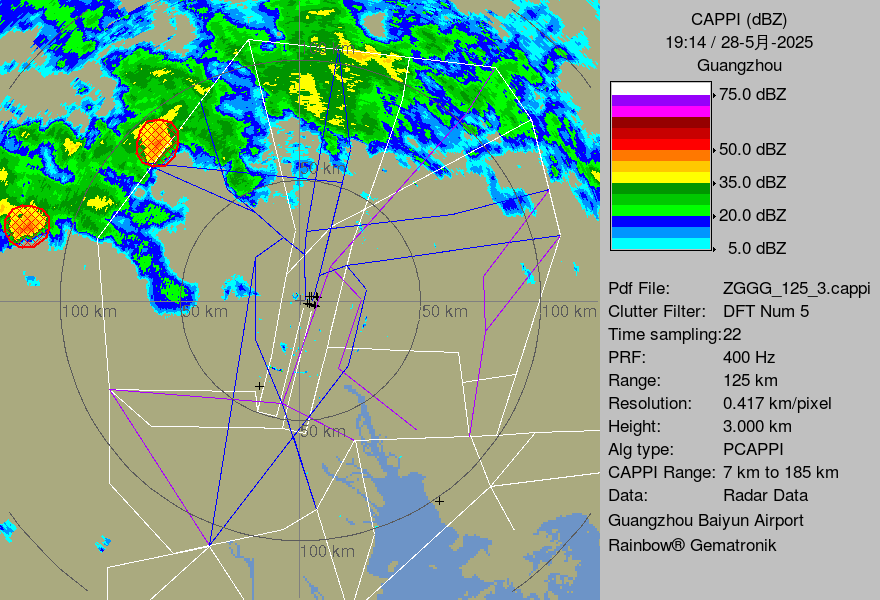 CAPPI (dBZ)
19:14 / 28-5月-2025
Guangzhou
75.0 dBZ
50.0 dBZ
35.0 dBZ
20.0 dBZ
5.0 dBZ
Pdf File: ZGGG_125_3.cappi
Clutter Filter: DFT Num 5
Time sampling:22
PRF: 400 Hz
Range: 125 km
Resolution: 0.417 km/pixel
Height: 3.000 km
Alg type: PCAPPI
CAPPI Range: 7 km to 185 km
Data: Radar Data
Guangzhou Baiyun Airport
Rainbow® Gematronik
100 km
50 km
100 km
50 km
50 km
100 km
50 km
100 km